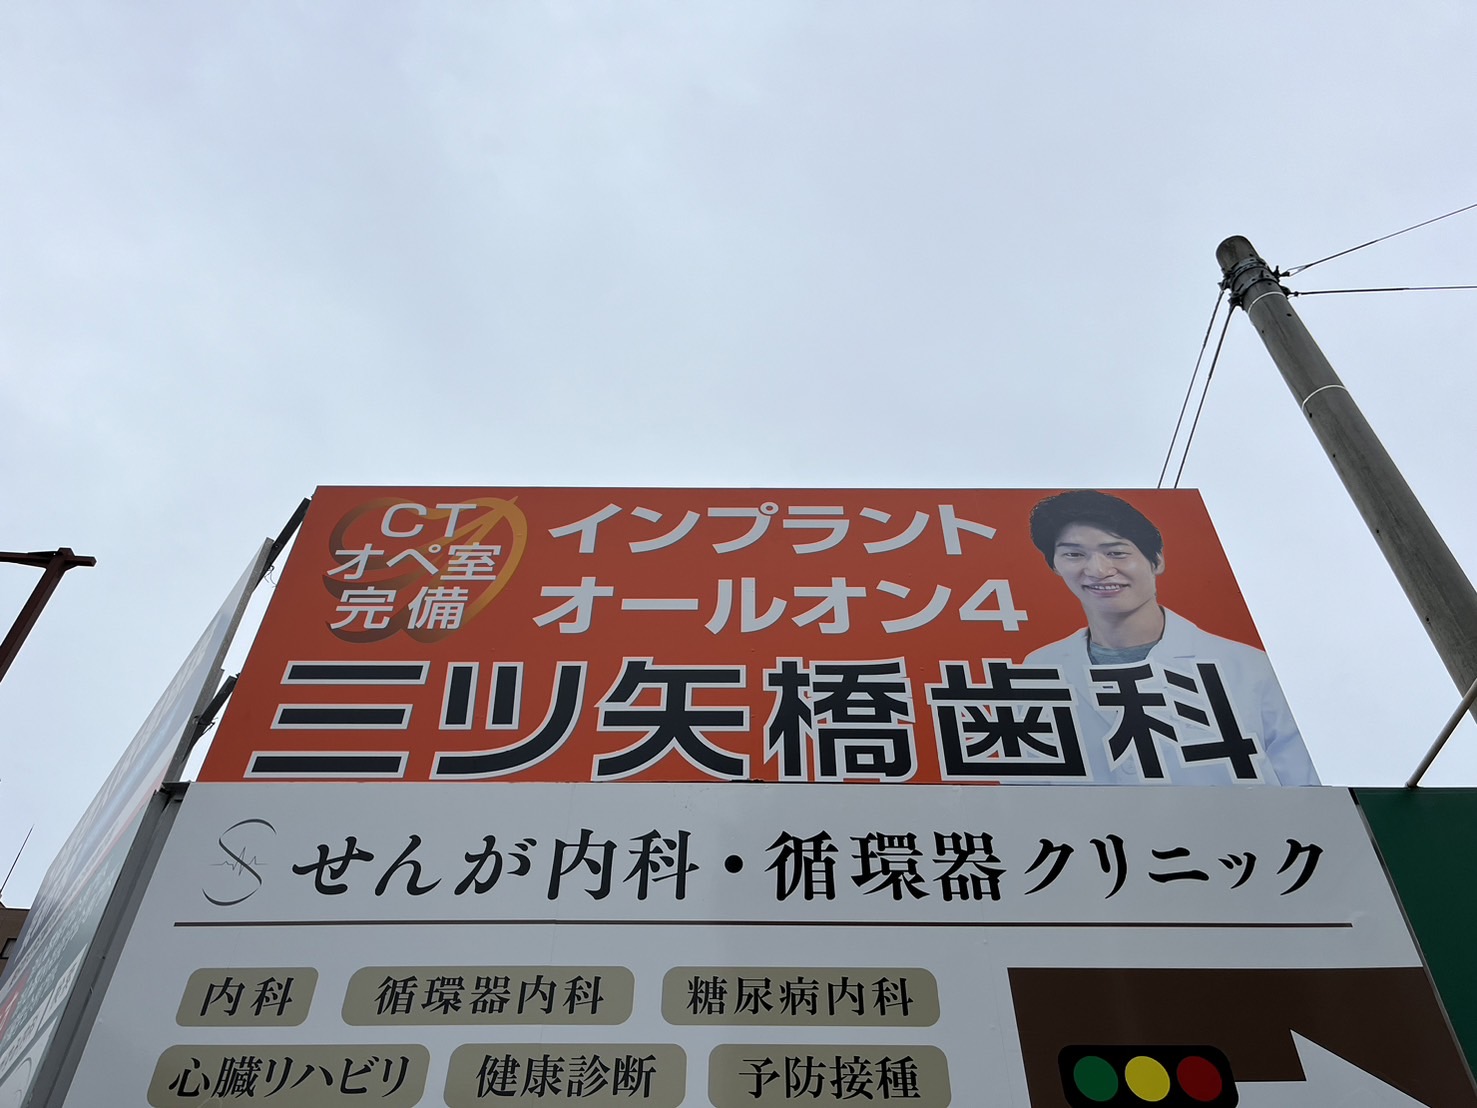 CT
オペ室
完備
インプラント
オールオン4
三ツ矢橋歯科
せんが内科・循環器クリニック
内科 循環器内科 糖尿病内科
心臓リハビリ 健康診断 予防接種